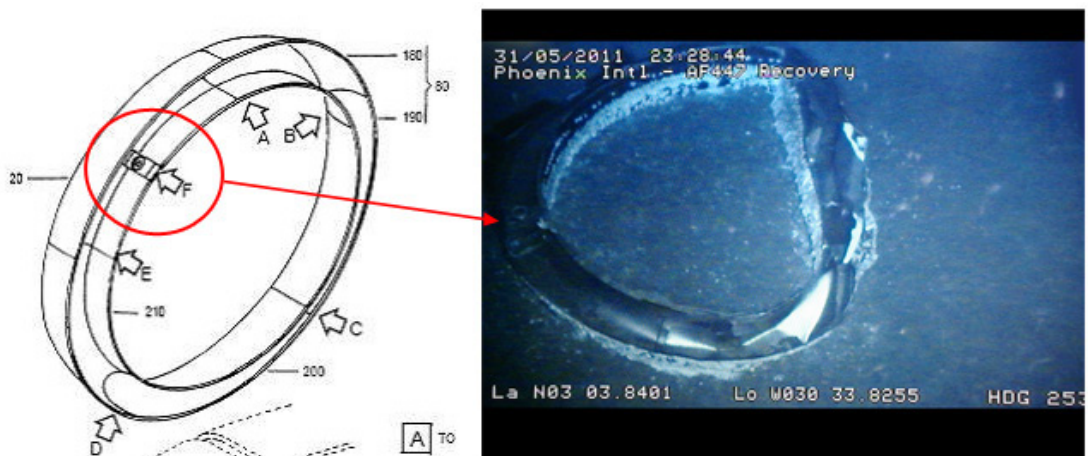 180
80
190
A
B
20
F
E
210
C
200
D
A TO
31/05/2011 23:28:44
Phoenix Intl - AF447 Recovery
La N03 03.8401 Lo W030 33.8255 HDG 253